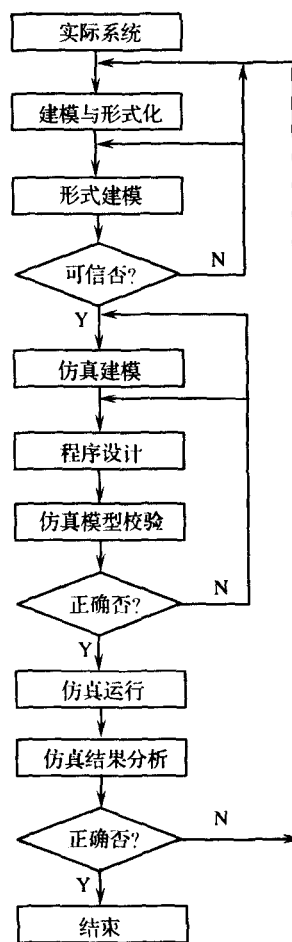 实际系统
建模与形式化
形式建模
可信否?
N
Y
仿真建模
程序设计
仿真模型校验
正确否?
N
Y
仿真运行
仿真结果分析
正确否?
N
Y
结束